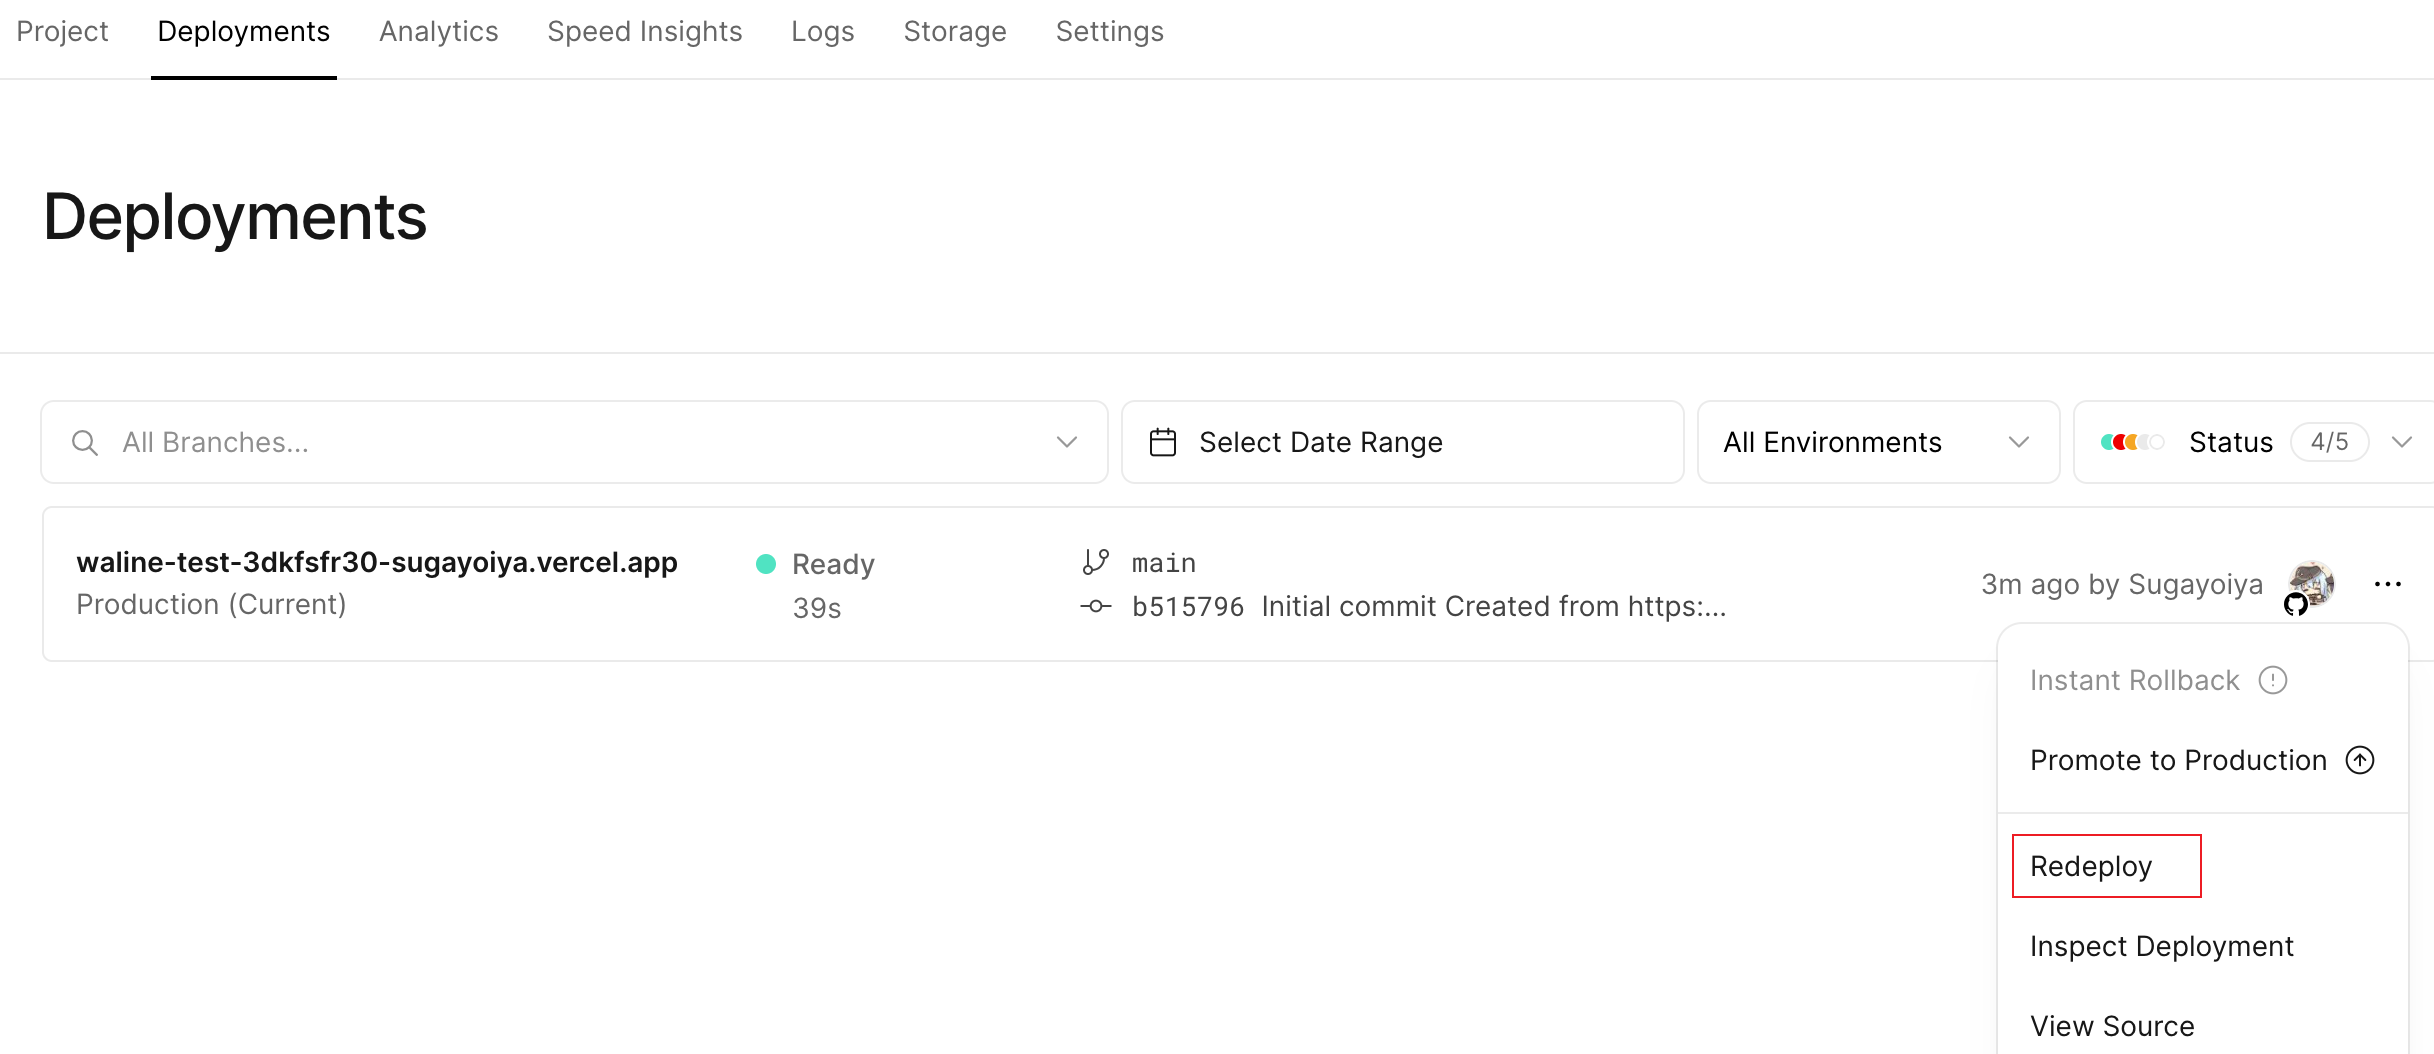 Project Deployments Analytics Speed Insights Logs Storage Settings
Deployments
All Branches... Select Date Range All Environments Status 4/5
waline-test-3dkfsfr30-sugayoiya.vercel.app Ready main
Production (Current) 39s b515796 Initial commit Created from https:...
3m ago by Sugayoiya
Instant Rollback
Promote to Production
Redeploy
Inspect Deployment
View Source